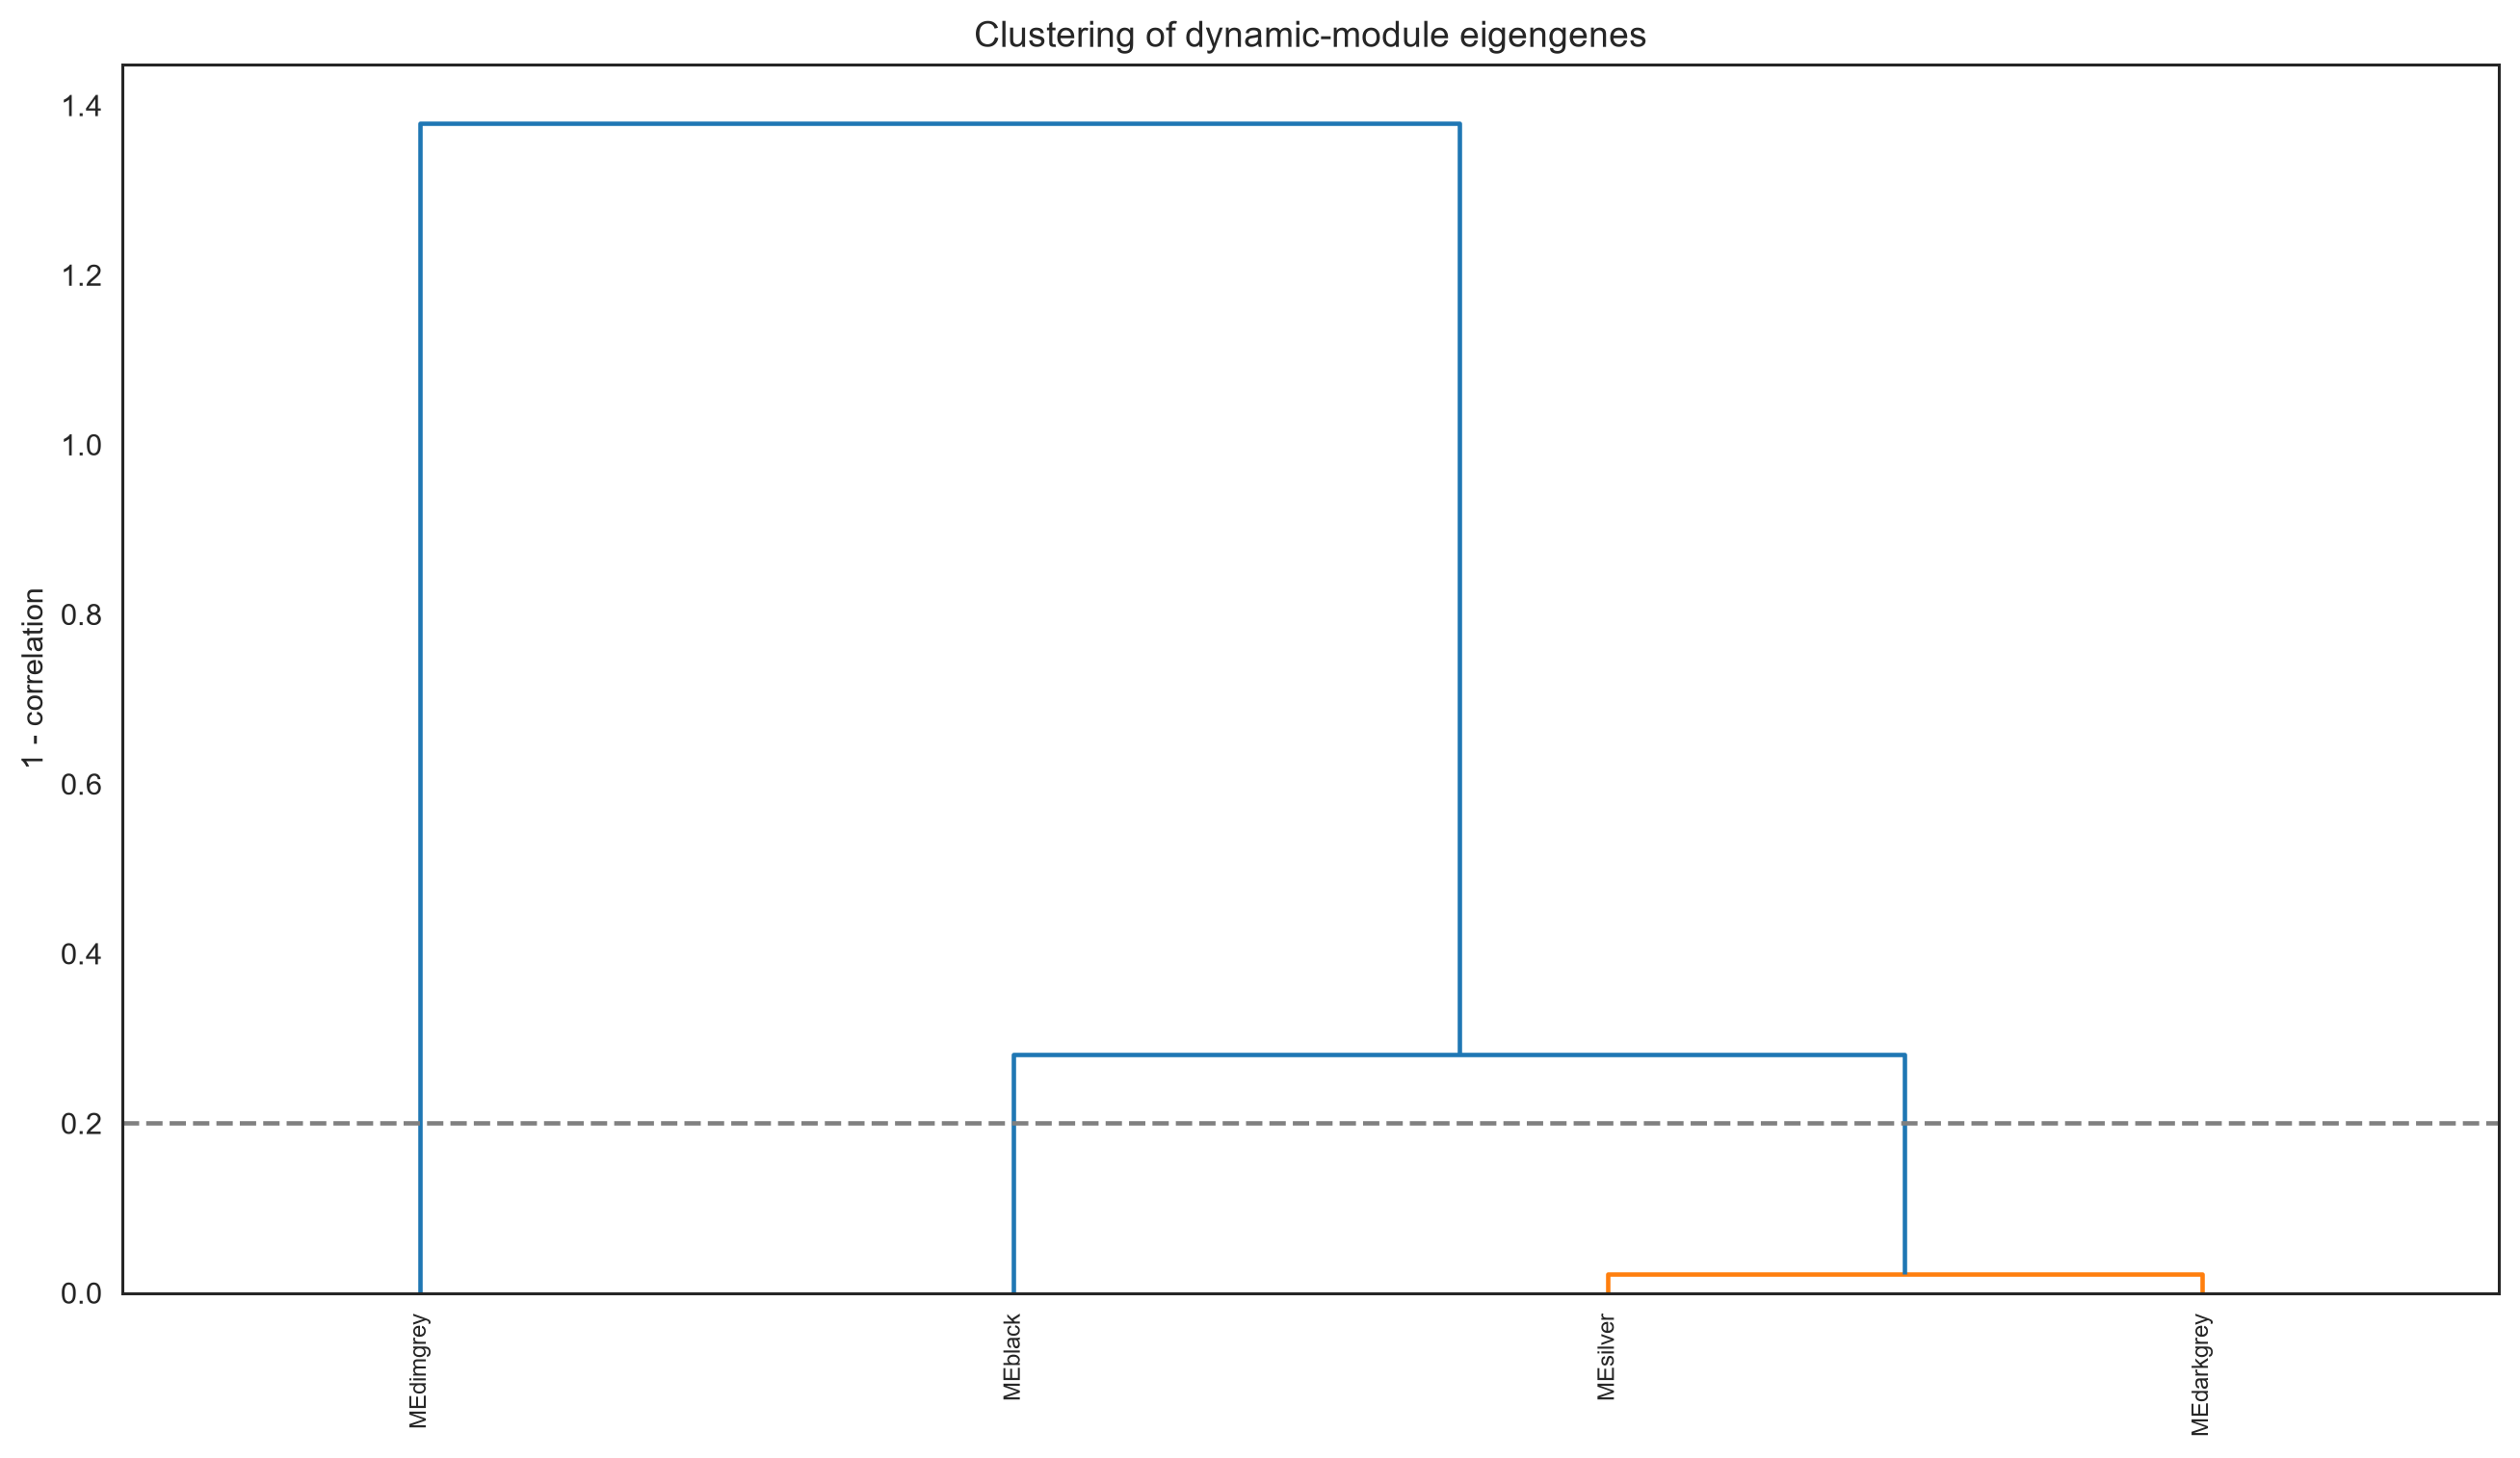 Clustering of dynamic-module eigengenes
1.4
1.2
1.0
0.8
0.6
0.4
0.2
0.0
1 - correlation
MEdimgrey
MEblack
MEsilver
MEdarkgrey